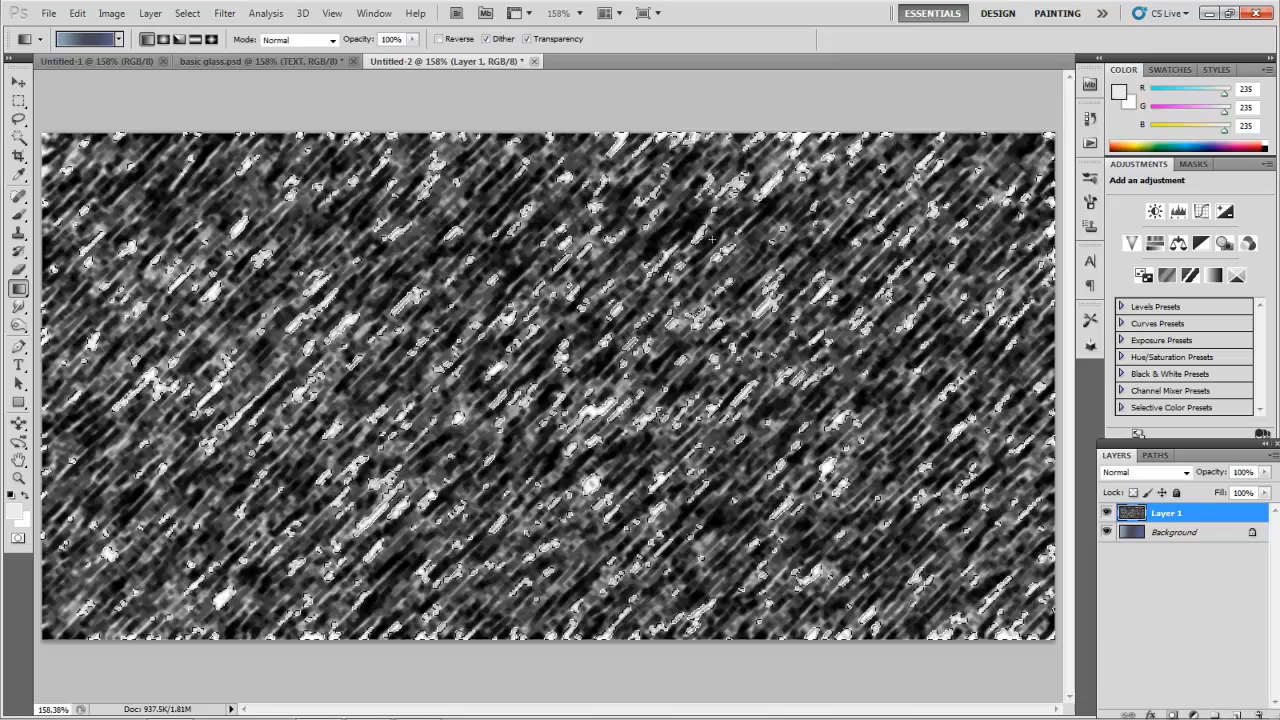 Ps File Edit Image Layer Select Filter Analysis 3D View Window Help Br Mb 158% ESSENTIALS DESIGN PAINTING CS Live
Mode: Normal Opacity: 100% Reverse Dither Transparency
Untitled-1 @ 158% (RGB/8) basic glass.psd @ 158% (TEXT, RGB/8) * Untitled-2 @ 158% (Layer 1, RGB/8) *
COLOR SWATCHES STYLES
Mb
R 235
G 235
B 235
ADJUSTMENTS MASKS
Add an adjustment
Levels Presets
Curves Presets
Exposure Presets
Hue/Saturation Presets
Black & White Presets
Channel Mixer Presets
Selective Color Presets
LAYERS PATHS
Normal Opacity: 100%
Lock: Fill: 100%
Layer 1
Background
158.38% Doc: 937.5K/1.81M